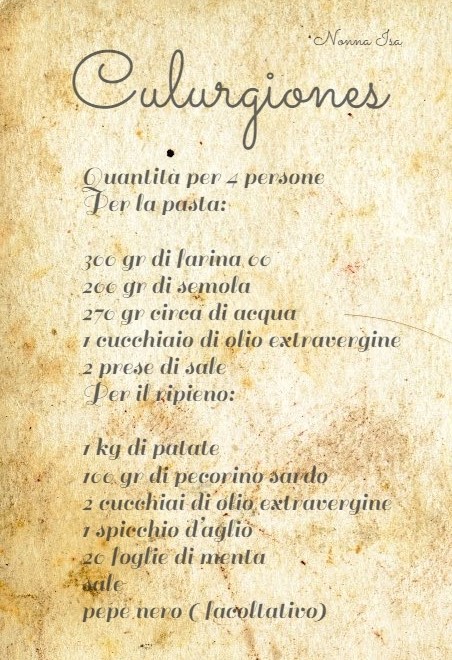 Nonna Isa
Culurgiones
Quantità per 4 persone
Per la pasta:
300 gr di farina 00
200 gr di semola
270 gr circa di acqua
1 cucchiaio di olio extravergine
2 prese di sale
Per il ripieno:
1 kg di patate
100 gr di pecorino sardo
2 cucchiai di olio extravergine
1 spicchio d'aglio
20 foglie di menta
sale
pepe nero ( facoltativo)